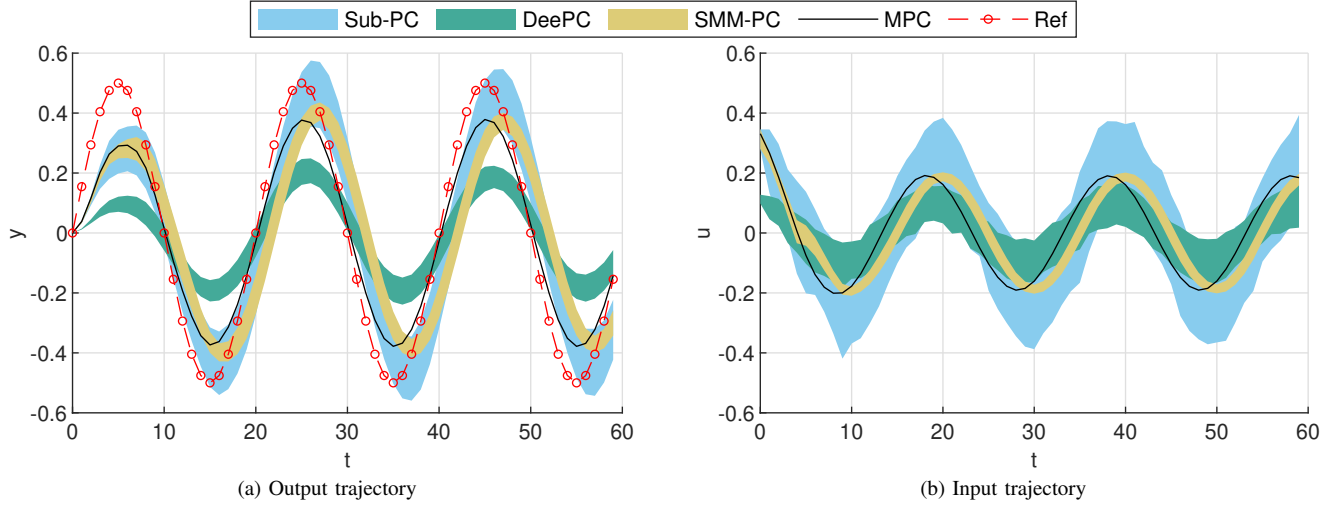 Sub-PC DeePC SMM-PC MPC Ref
0.6
0.4
0.2
0
-0.2
-0.4
-0.6
y
0 10 20 30 40 50 60
t
(a) Output trajectory
0.6
0.4
0.2
0
-0.2
-0.4
-0.6
u
0 10 20 30 40 50 60
t
(b) Input trajectory